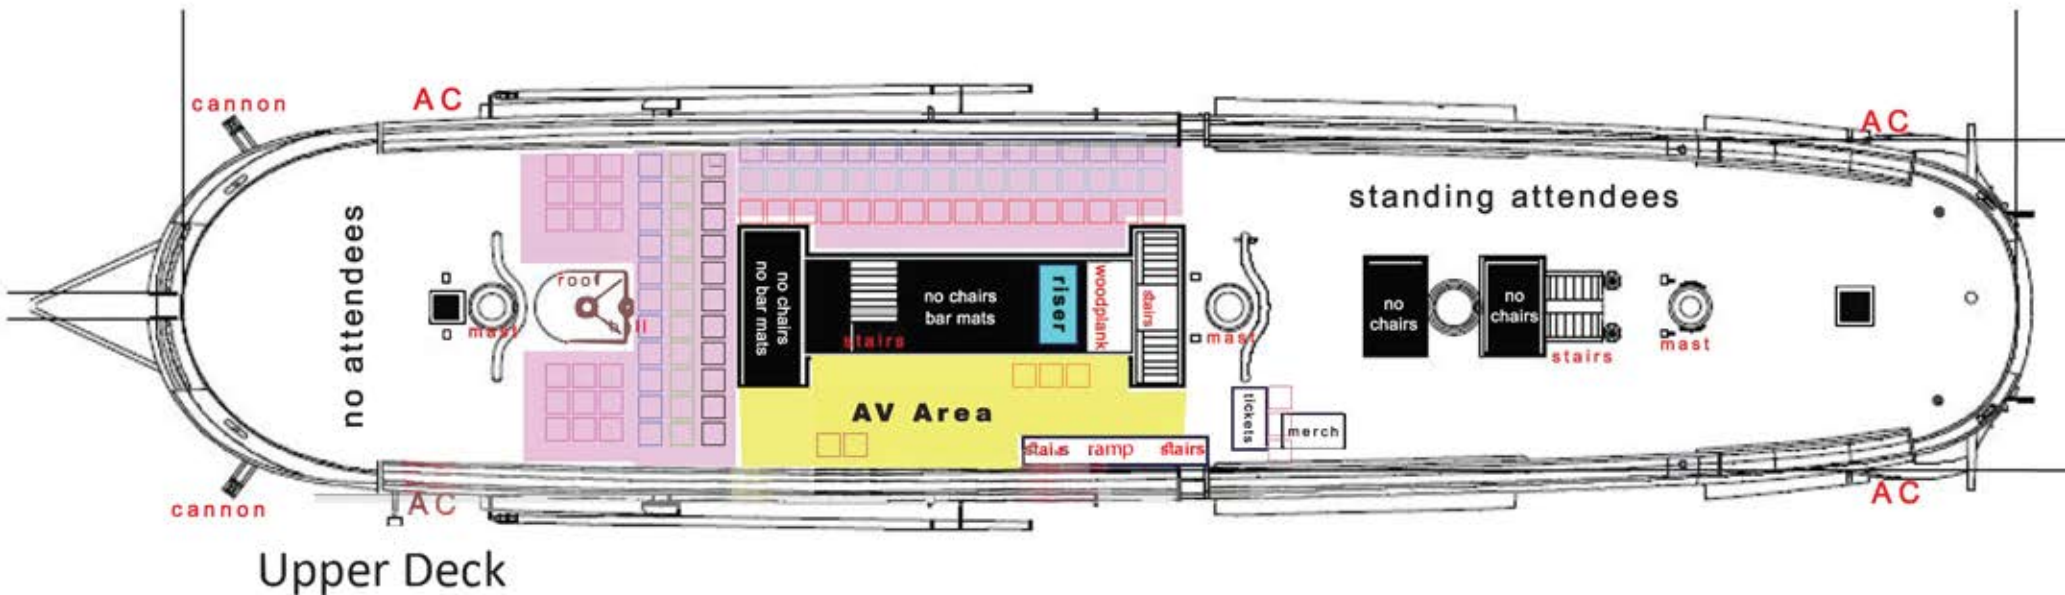 cannon
AC
AC
standing attendees
no attendees
roof
mast
no chairs
no bar mats
stairs
no chairs
bar mats
riser
woodplank
stairs
mast
no
chairs
no
chairs
stairs
mast
AV Area
tickets
merch
stairs ramp stairs
cannon
AC
AC
Upper Deck